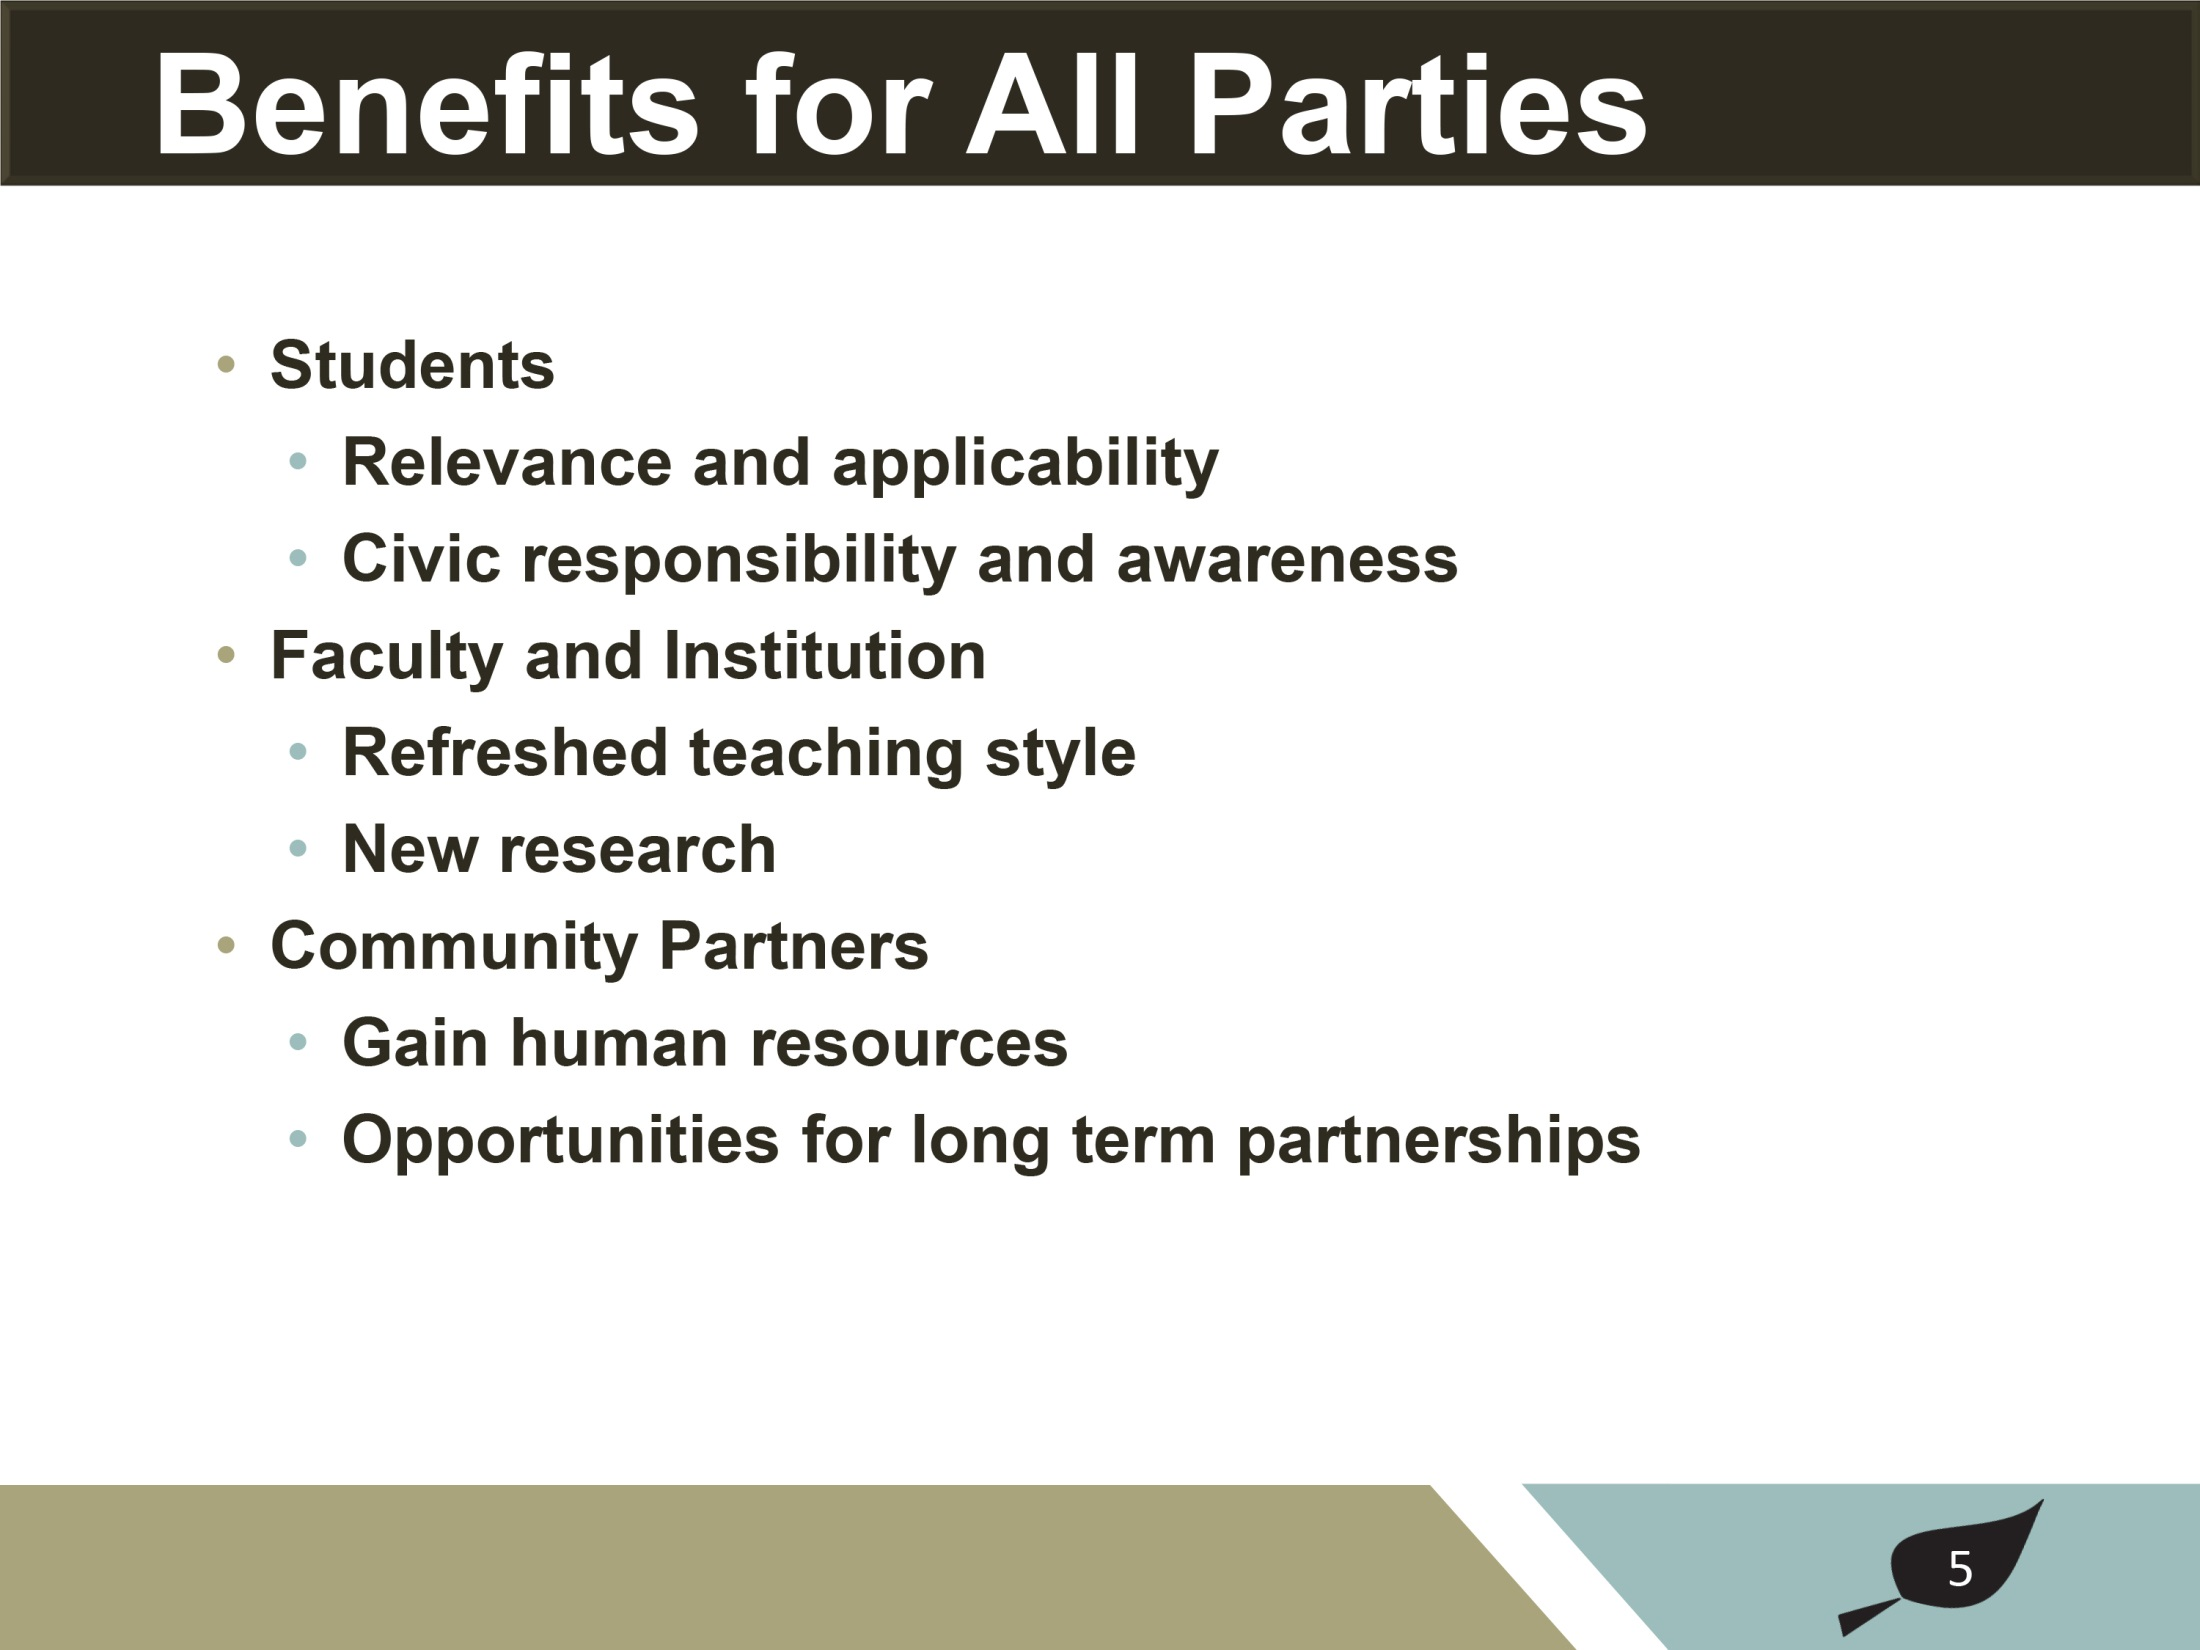 Benefits for All Parties
• Students
• Relevance and applicability
• Civic responsibility and awareness
• Faculty and Institution
• Refreshed teaching style
• New research
• Community Partners
• Gain human resources
• Opportunities for long term partnerships
5